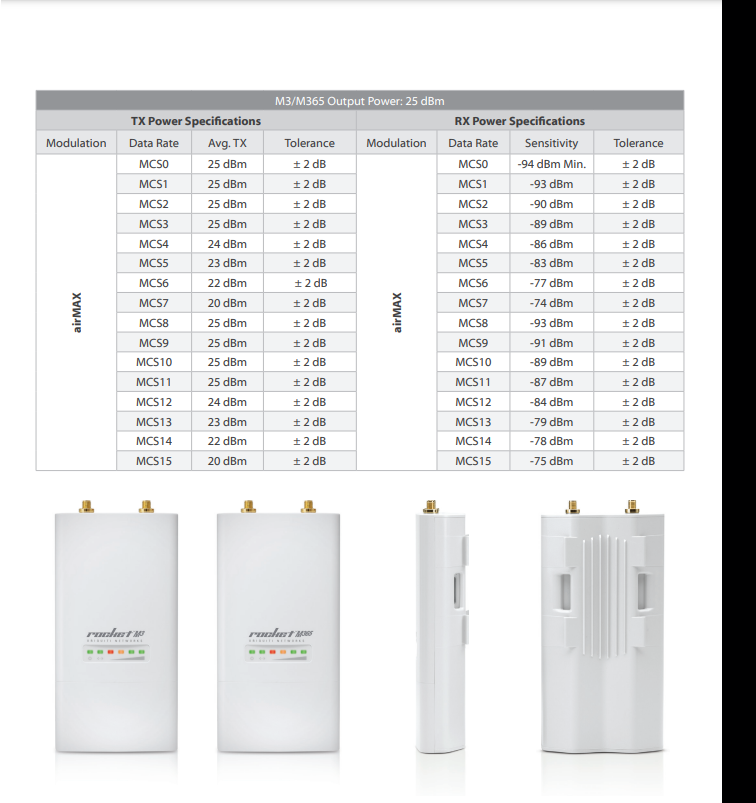 M3/M365 Output Power: 25 dBm
TX Power Specifications RX Power Specifications
Modulation Data Rate Avg. TX Tolerance Modulation Data Rate Sensitivity Tolerance
airMAX airMAX
MCS0 25 dBm ± 2 dB MCS0 -94 dBm Min. ± 2 dB
MCS1 25 dBm ± 2 dB MCS1 -93 dBm ± 2 dB
MCS2 25 dBm ± 2 dB MCS2 -90 dBm ± 2 dB
MCS3 25 dBm ± 2 dB MCS3 -89 dBm ± 2 dB
MCS4 24 dBm ± 2 dB MCS4 -86 dBm ± 2 dB
MCS5 23 dBm ± 2 dB MCS5 -83 dBm ± 2 dB
MCS6 22 dBm ± 2 dB MCS6 -77 dBm ± 2 dB
MCS7 20 dBm ± 2 dB MCS7 -74 dBm ± 2 dB
MCS8 25 dBm ± 2 dB MCS8 -93 dBm ± 2 dB
MCS9 25 dBm ± 2 dB MCS9 -91 dBm ± 2 dB
MCS10 25 dBm ± 2 dB MCS10 -89 dBm ± 2 dB
MCS11 25 dBm ± 2 dB MCS11 -87 dBm ± 2 dB
MCS12 24 dBm ± 2 dB MCS12 -84 dBm ± 2 dB
MCS13 23 dBm ± 2 dB MCS13 -79 dBm ± 2 dB
MCS14 22 dBm ± 2 dB MCS14 -78 dBm ± 2 dB
MCS15 20 dBm ± 2 dB MCS15 -75 dBm ± 2 dB
rocket M3 rocket M365
UBIQUITI NETWORKS UBIQUITI NETWORKS